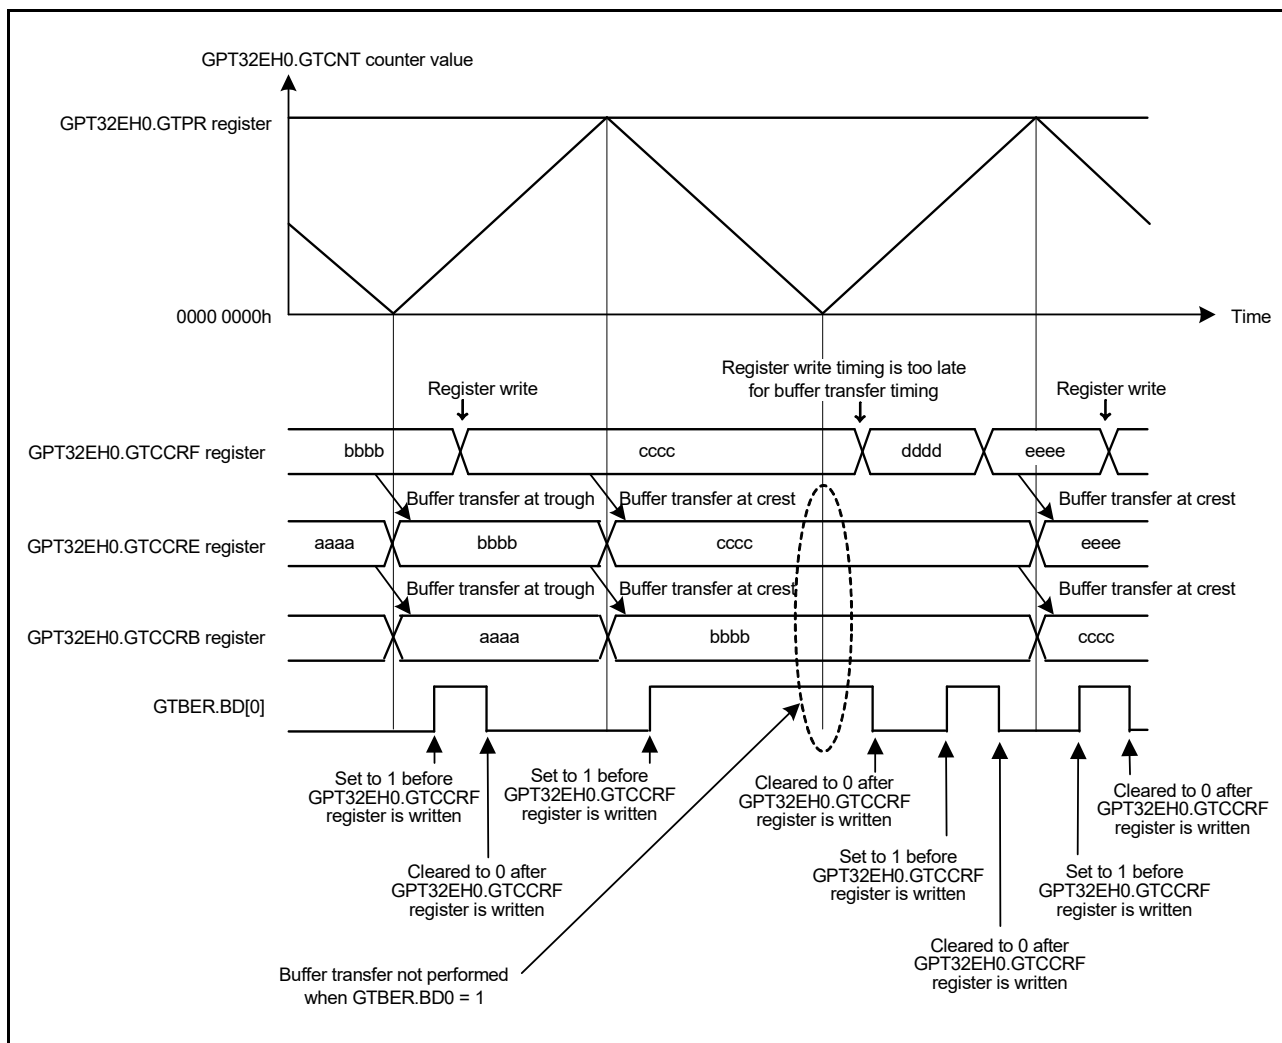 GPT32EH0.GTCNT counter value
GPT32EH0.GTPR register
0000 0000h
Time
Register write timing is too late
for buffer transfer timing
Register write
Register write
GPT32EH0.GTCCRF register
bbbb
cccc
dddd
eeee
Buffer transfer at trough
Buffer transfer at crest
Buffer transfer at crest
GPT32EH0.GTCCRE register
aaaa
bbbb
cccc
eeee
Buffer transfer at trough
Buffer transfer at crest
Buffer transfer at crest
GPT32EH0.GTCCRB register
aaaa
bbbb
cccc
GTBER.BD[0]
Set to 1 before
GPT32EH0.GTCCRF
register is written
Set to 1 before
GPT32EH0.GTCCRF
register is written
Cleared to 0 after
GPT32EH0.GTCCRF
register is written
Cleared to 0 after
GPT32EH0.GTCCRF
register is written
Cleared to 0 after
GPT32EH0.GTCCRF
register is written
Set to 1 before
GPT32EH0.GTCCRF
register is written
Set to 1 before
GPT32EH0.GTCCRF
register is written
Cleared to 0 after
GPT32EH0.GTCCRF
register is written
Buffer transfer not performed
when GTBER.BD0 = 1